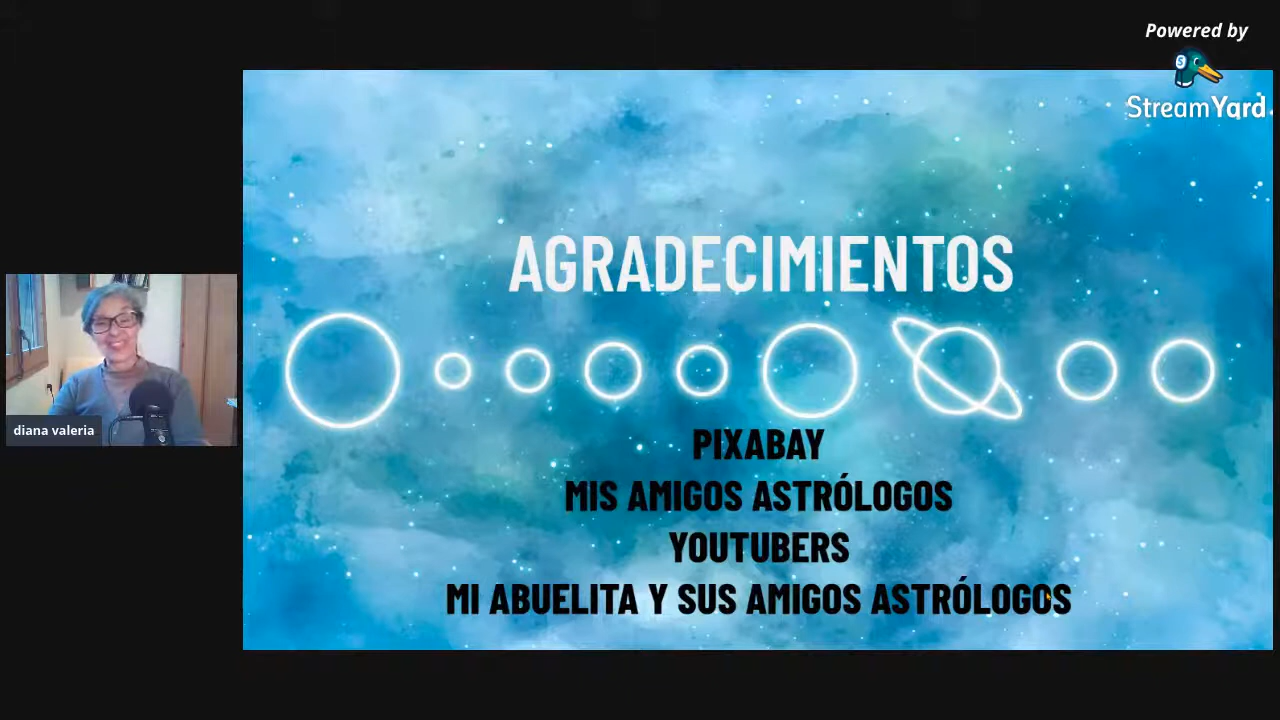 Powered by
StreamYard
AGRADECIMIENTOS
PIXABAY
MIS AMIGOS ASTRÓLOGOS
YOUTUBERS
MI ABUELITA Y SUS AMIGOS ASTRÓLOGOS
diana valeria